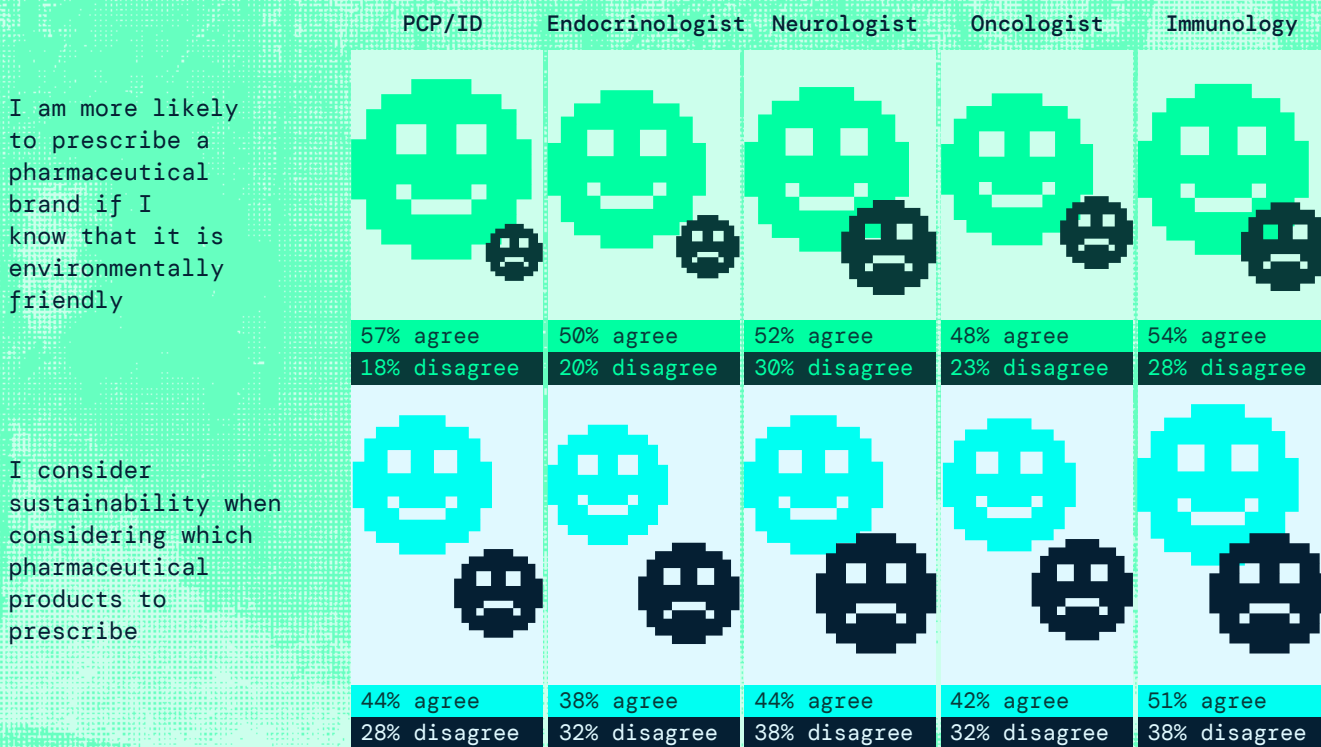 PCP/ID Endocrinologist Neurologist Oncologist Immunology
I am more likely
to prescribe a
pharmaceutical
brand if I
know that it is
environmentally
friendly
57% agree 50% agree 52% agree 48% agree 54% agree
18% disagree 20% disagree 30% disagree 23% disagree 28% disagree
I consider
sustainability when
considering which
pharmaceutical
products to
prescribe
44% agree 38% agree 44% agree 42% agree 51% agree
28% disagree 32% disagree 38% disagree 32% disagree 38% disagree